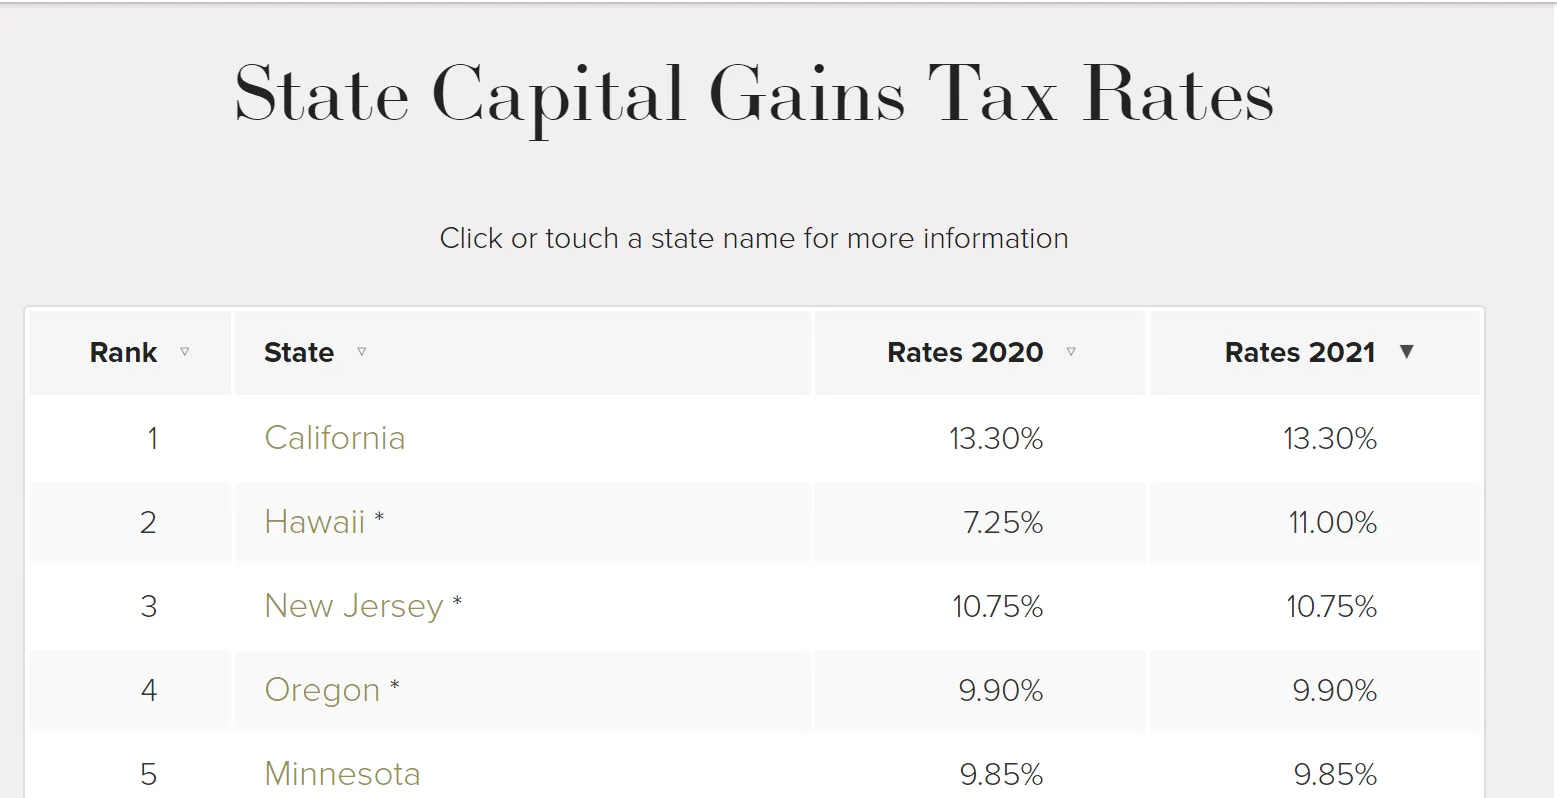 State Capital Gains Tax Rates
Click or touch a state name for more information
Rank ▽ State ▽ Rates 2020 ▽ Rates 2021 ▼
1 California 13.30% 13.30%
2 Hawaii * 7.25% 11.00%
3 New Jersey * 10.75% 10.75%
4 Oregon * 9.90% 9.90%
5 Minnesota 9.85% 9.85%